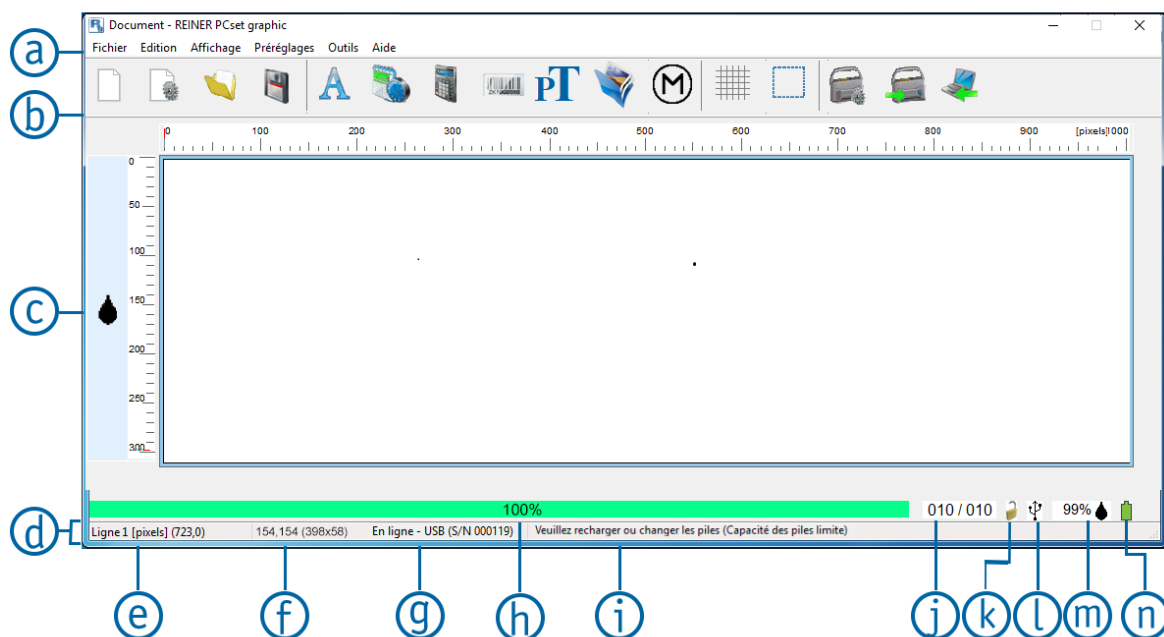 Document - REINER PCset graphic
a
Fichier Edition Affichage Préréglages Outils Aide
A PT M
b
0 100 200 300 400 500 600 700 800 900 [pixels]1000
0
50
100
150
c
200
250
300
100% 010 / 010 99%
d
Ligne 1 [pixels] (723,0) 154,154 (398x58) En ligne - USB (S/N 000119) Veuillez recharger ou changer les piles (Capacité des piles limite)
e f g h i j k l m n